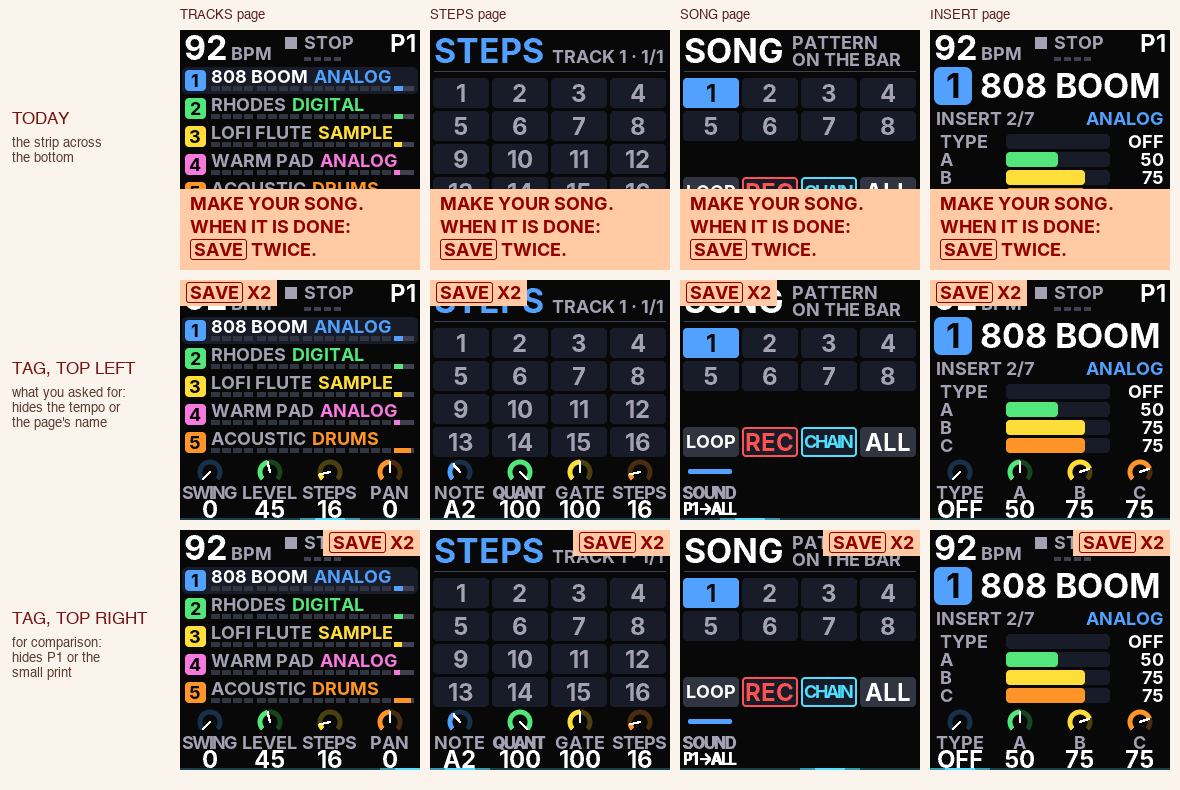 TRACKS page
STEPS page
SONG page
INSERT page
TODAY
the strip across
the bottom
92 BPM STOP P1
1 808 BOOM ANALOG
2 RHODES DIGITAL
3 LOFI FLUTE SAMPLE
4 WARM PAD ANALOG
ACOUSTIC DRUMS
MAKE YOUR SONG.
WHEN IT IS DONE:
SAVE TWICE.
STEPS TRACK 1 · 1/1
1 2 3 4
5 6 7 8
9 10 11 12
13 14 15 16
MAKE YOUR SONG.
WHEN IT IS DONE:
SAVE TWICE.
SONG PATTERN
ON THE BAR
1 2 3 4
5 6 7 8
LOOP REC CHAIN ALL
MAKE YOUR SONG.
WHEN IT IS DONE:
SAVE TWICE.
92 BPM STOP P1
1 808 BOOM
INSERT 2/7 ANALOG
TYPE OFF
A 50
B 75
MAKE YOUR SONG.
WHEN IT IS DONE:
SAVE TWICE.
TAG, TOP LEFT
what you asked for:
hides the tempo or
the page's name
SAVE X2 STOP P1
1 808 BOOM ANALOG
2 RHODES DIGITAL
3 LOFI FLUTE SAMPLE
4 WARM PAD ANALOG
5 ACOUSTIC DRUMS
SWING LEVEL STEPS PAN
0 45 16 0
SAVE X2
STEPS TRACK 1 · 1/1
1 2 3 4
5 6 7 8
9 10 11 12
13 14 15 16
NOTE QUANT GATE STEPS
A2 100 100 16
SAVE X2
SONG PATTERN
ON THE BAR
1 2 3 4
5 6 7 8
LOOP REC CHAIN ALL
SOUND
P1→ALL
SAVE X2 STOP P1
1 808 BOOM
INSERT 2/7 ANALOG
TYPE OFF
A 50
B 75
C 75
TYPE A B C
OFF 50 75 75
TAG, TOP RIGHT
for comparison:
hides P1 or the
small print
92 BPM SAVE X2
1 808 BOOM ANALOG
2 RHODES DIGITAL
3 LOFI FLUTE SAMPLE
4 WARM PAD ANALOG
5 ACOUSTIC DRUMS
SWING LEVEL STEPS PAN
0 45 16 0
STEPS SAVE X2
TRACK 1 · 1/1
1 2 3 4
5 6 7 8
9 10 11 12
13 14 15 16
NOTE QUANT GATE STEPS
A2 100 100 16
SONG SAVE X2
ON THE BAR
1 2 3 4
5 6 7 8
LOOP REC CHAIN ALL
SOUND
P1→ALL
92 BPM SAVE X2
1 808 BOOM
INSERT 2/7 ANALOG
TYPE OFF
A 50
B 75
C 75
TYPE A B C
OFF 50 75 75